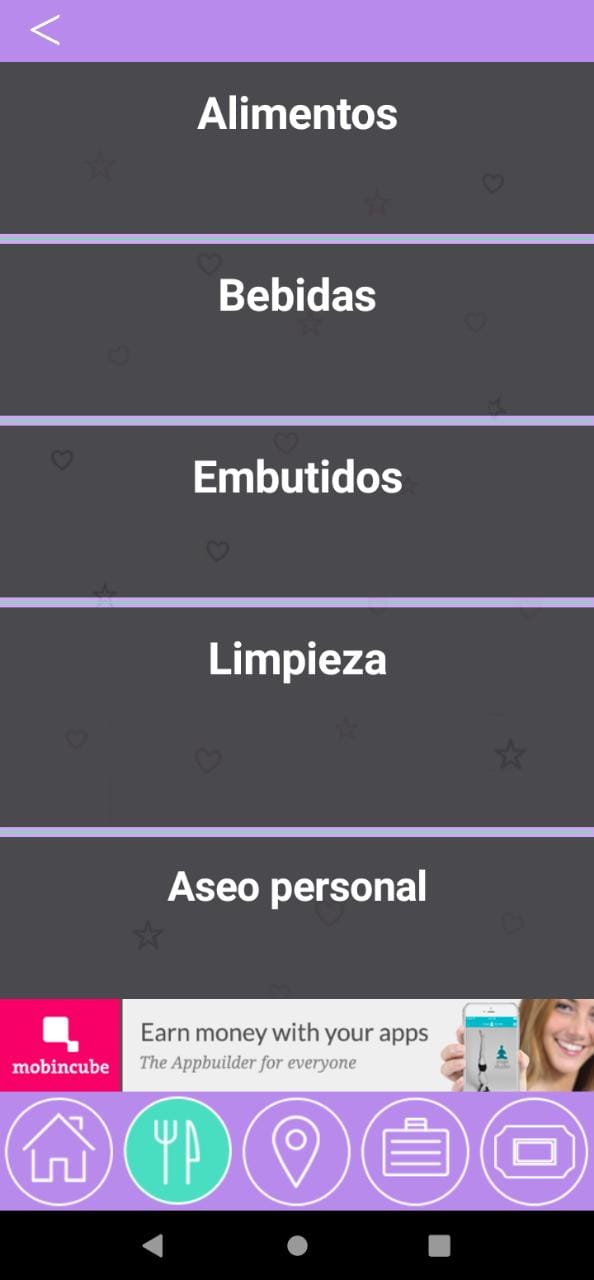 Alimentos
Bebidas
Embutidos
Limpieza
Aseo personal
Earn money with your apps
The Appbuilder for everyone
mobincube